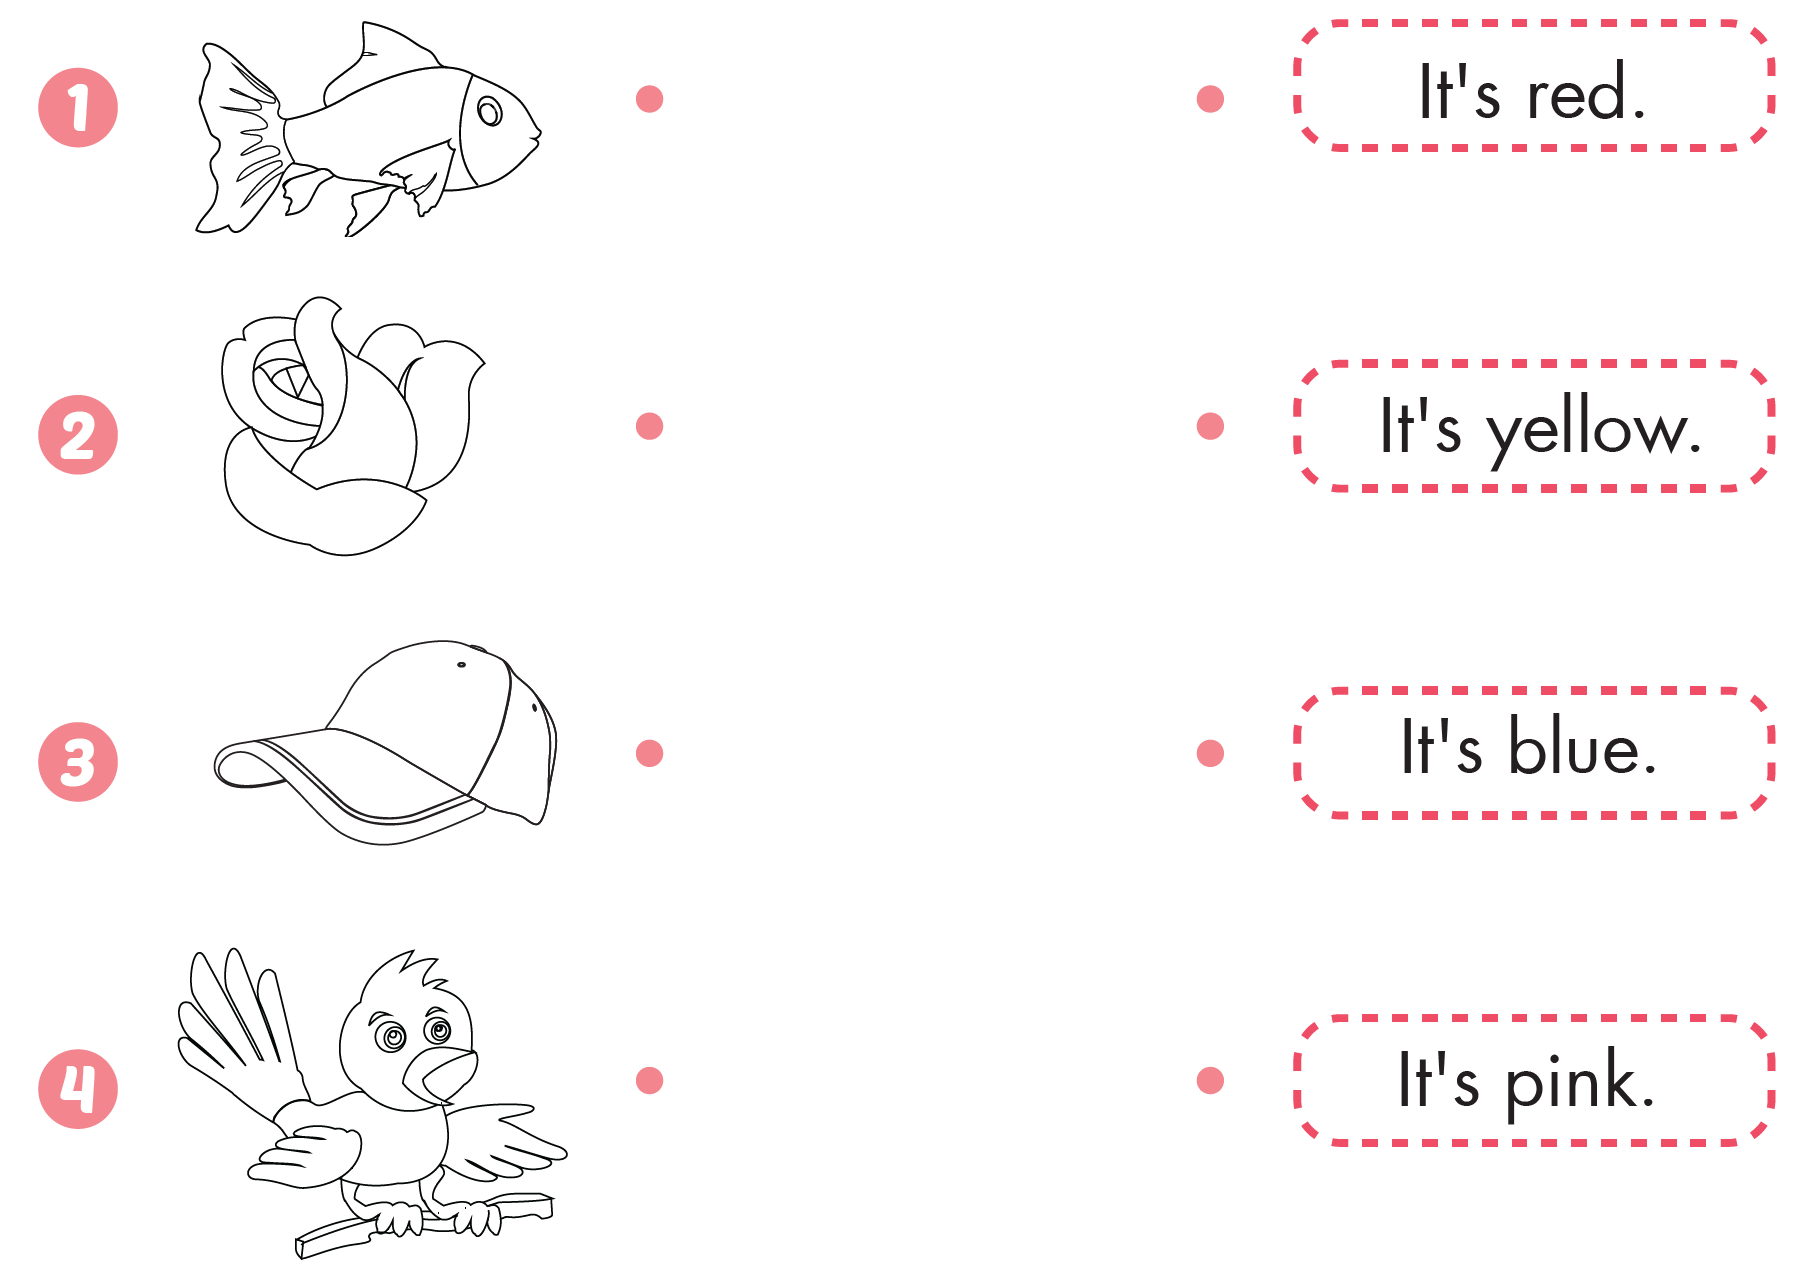 1
It's red.
2
It's yellow.
3
It's blue.
4
It's pink.